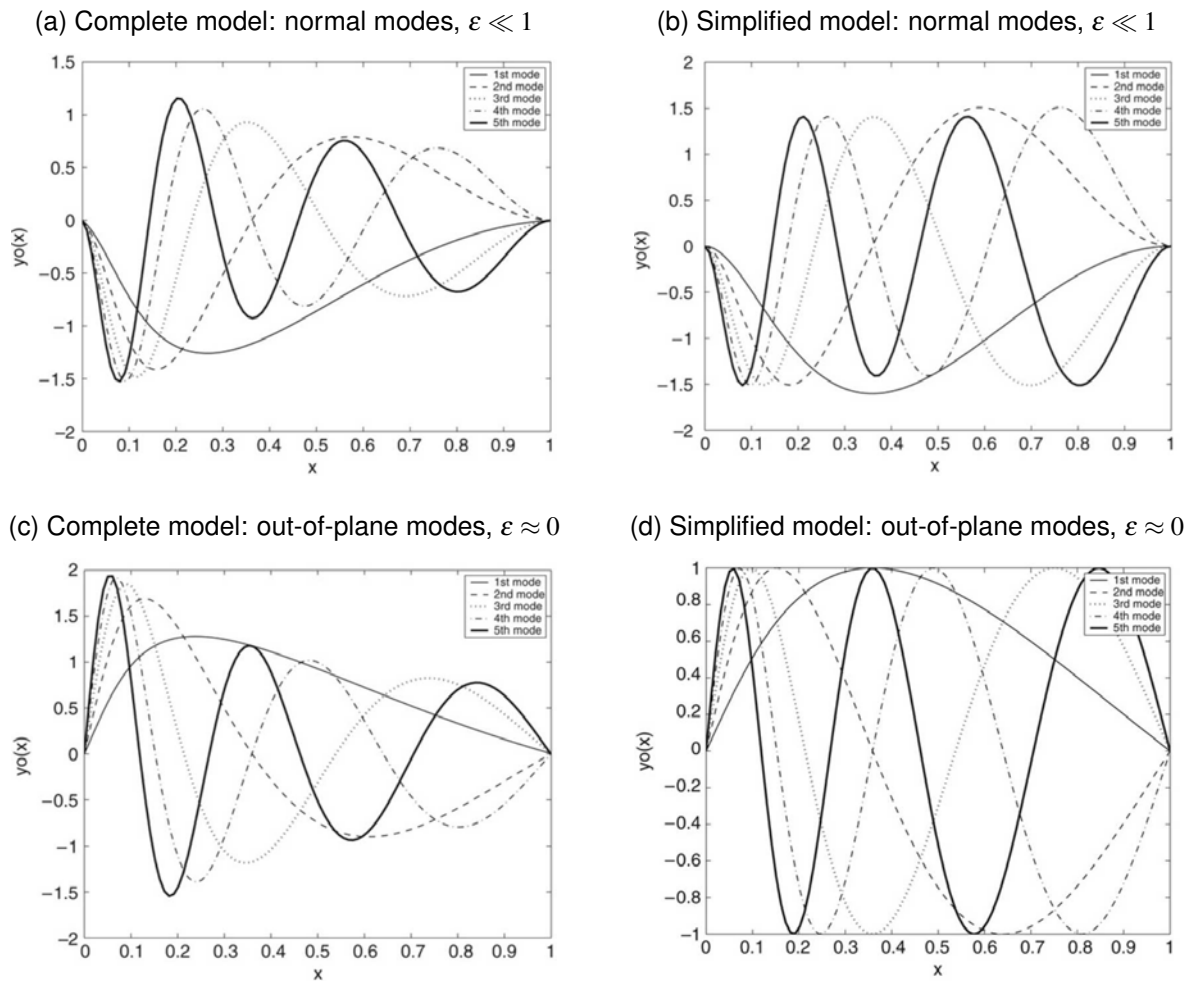 (a) Complete model: normal modes, ε ≪ 1
1.5
1
0.5
0
−0.5
−1
−1.5
−2
yo(x)
0 0.1 0.2 0.3 0.4 0.5 0.6 0.7 0.8 0.9 1
x
1st mode
2nd mode
3rd mode
4th mode
5th mode
(b) Simplified model: normal modes, ε ≪ 1
2
1.5
1
0.5
0
−0.5
−1
−1.5
−2
yo(x)
0 0.1 0.2 0.3 0.4 0.5 0.6 0.7 0.8 0.9 1
x
1st mode
2nd mode
3rd mode
4th mode
5th mode
(c) Complete model: out-of-plane modes, ε ≈ 0
2
1.5
1
0.5
0
−0.5
−1
−1.5
−2
yo(x)
0 0.1 0.2 0.3 0.4 0.5 0.6 0.7 0.8 0.9 1
x
1st mode
2nd mode
3rd mode
4th mode
5th mode
(d) Simplified model: out-of-plane modes, ε ≈ 0
1
0.8
0.6
0.4
0.2
0
−0.2
−0.4
−0.6
−0.8
−1
yo(x)
0 0.1 0.2 0.3 0.4 0.5 0.6 0.7 0.8 0.9 1
x
1st mode
2nd mode
3rd mode
4th mode
5th mode